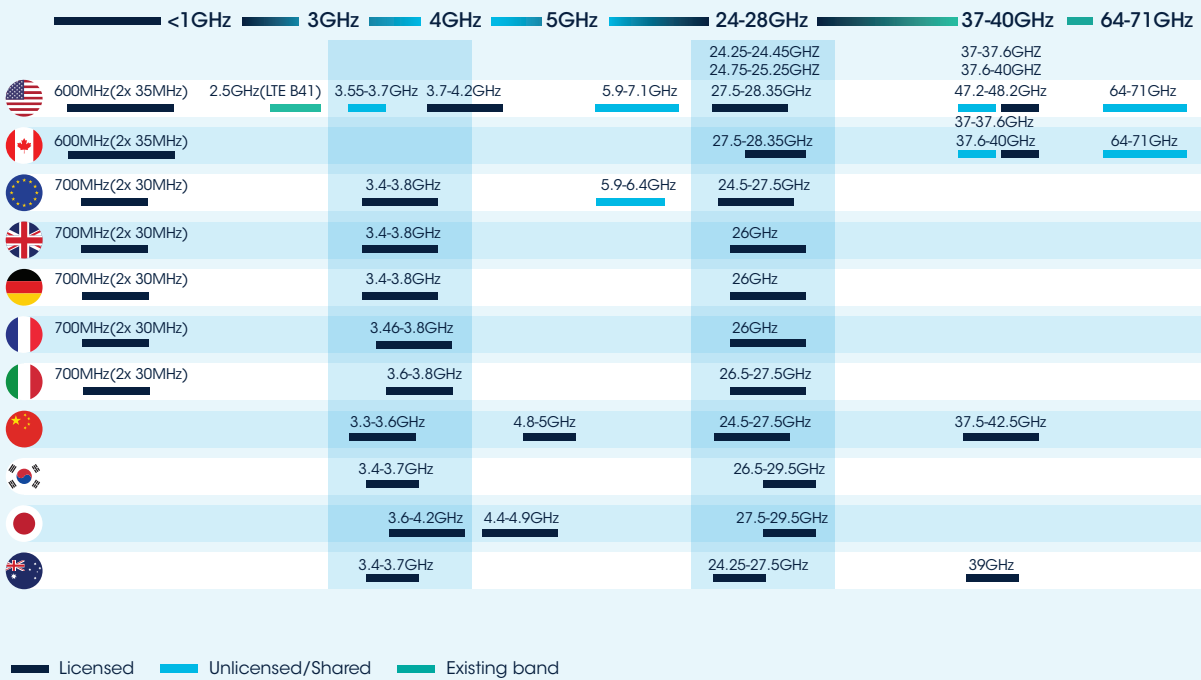 <1GHz 3GHz 4GHz 5GHz 24-28GHz 37-40GHz 64-71GHz
24.25-24.45GHZ 37-37.6GHZ
24.75-25.25GHZ 37.6-40GHZ
600MHz(2x 35MHz) 2.5GHz(LTE B41) 3.55-3.7GHz 3.7-4.2GHz 5.9-7.1GHz 27.5-28.35GHz 47.2-48.2GHz 64-71GHz
37-37.6GHz
600MHz(2x 35MHz) 27.5-28.35GHz 37.6-40GHz 64-71GHz
700MHz(2x 30MHz) 3.4-3.8GHz 5.9-6.4GHz 24.5-27.5GHz
700MHz(2x 30MHz) 3.4-3.8GHz 26GHz
700MHz(2x 30MHz) 3.4-3.8GHz 26GHz
700MHz(2x 30MHz) 3.46-3.8GHz 26GHz
700MHz(2x 30MHz) 3.6-3.8GHz 26.5-27.5GHz
3.3-3.6GHz 4.8-5GHz 24.5-27.5GHz 37.5-42.5GHz
3.4-3.7GHz 26.5-29.5GHz
3.6-4.2GHz 4.4-4.9GHz 27.5-29.5GHz
3.4-3.7GHz 24.25-27.5GHz 39GHz
Licensed Unlicensed/Shared Existing band